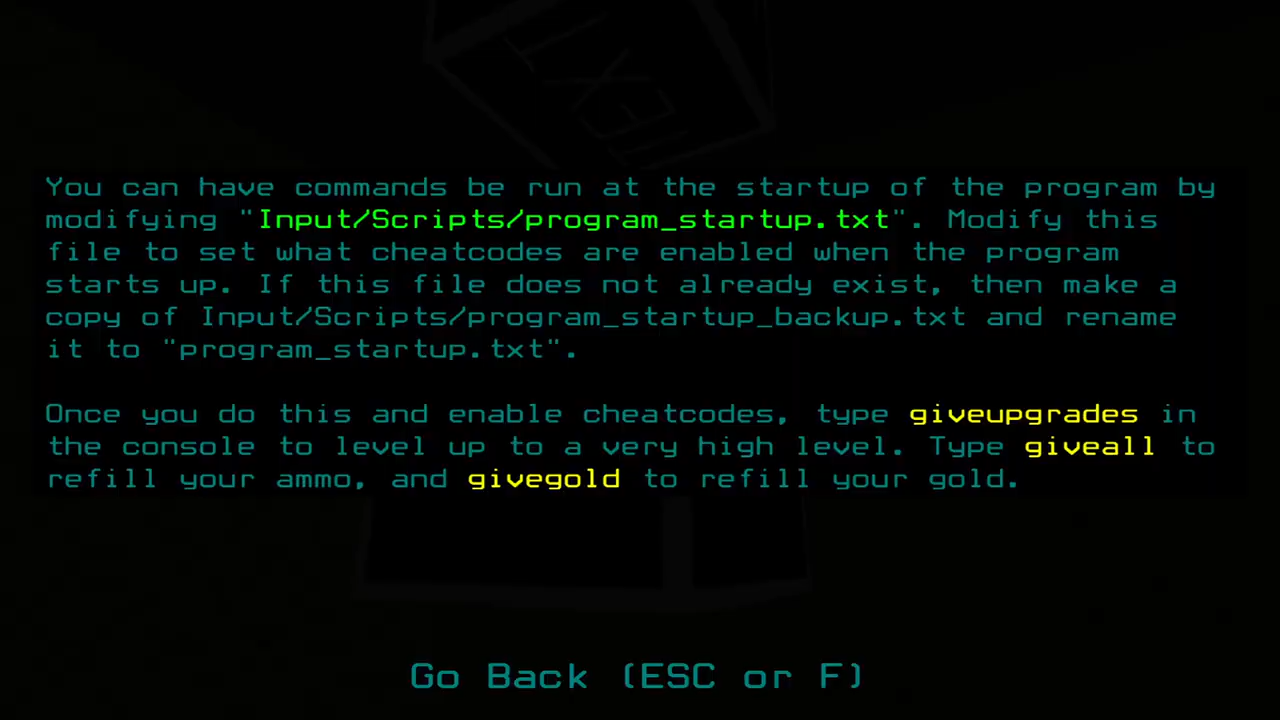 You can have commands be run at the startup of the program by
modifying "Input/Scripts/program_startup.txt". Modify this
file to set what cheatcodes are enabled when the program
starts up. If this file does not already exist, then make a
copy of Input/Scripts/program_startup_backup.txt and rename
it to "program_startup.txt".
Once you do this and enable cheatcodes, type giveupgrades in
the console to level up to a very high level. Type giveall to
refill your ammo, and givegold to refill your gold.
Go Back (ESC or F)